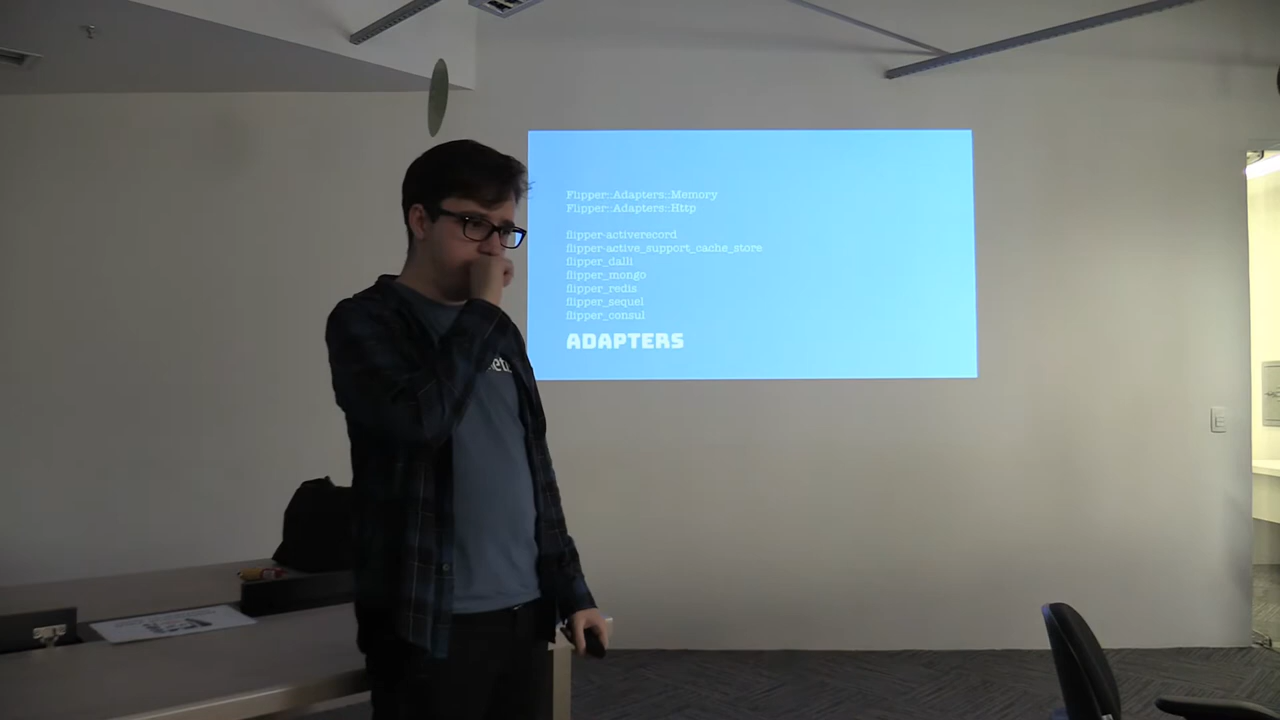 Flipper::Adapters::Memory
Flipper::Adapters::Http
flipper-activerecord
flipper-active_support_cache_store
flipper_dalli
flipper_mongo
flipper_redis
flipper_sequel
flipper_consul
ADAPTERS